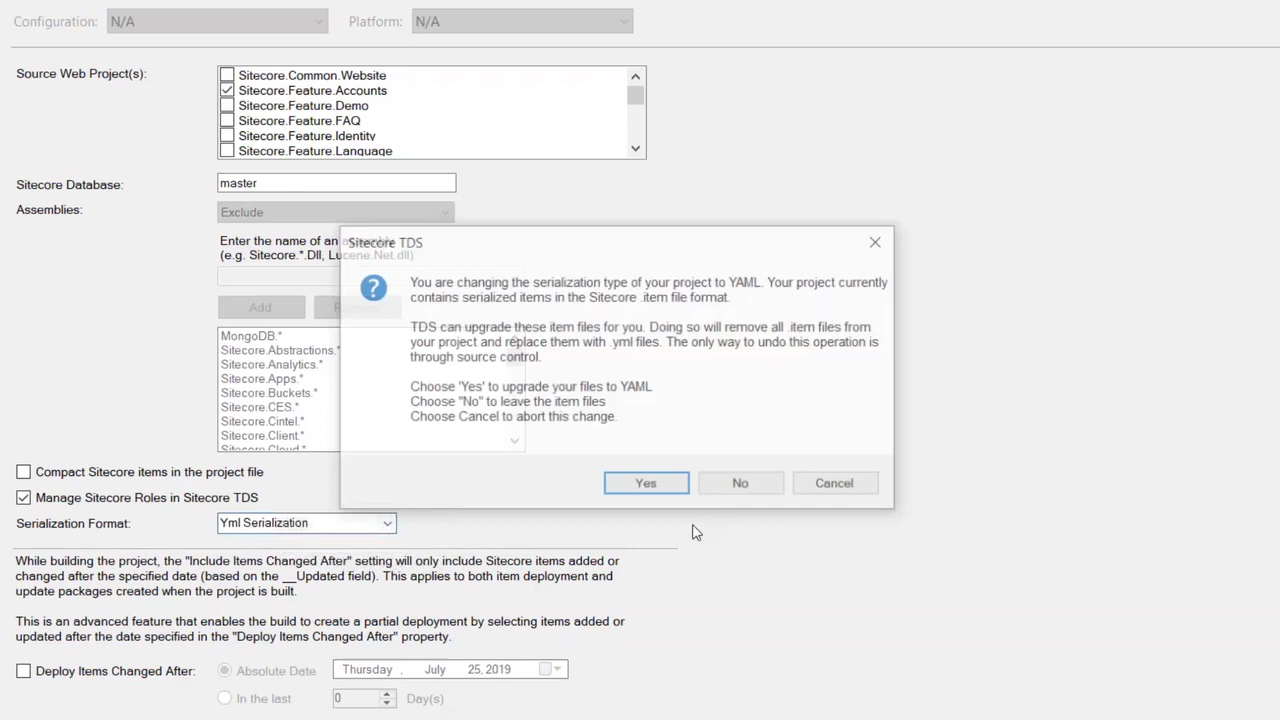 Configuration: N/A Platform: N/A
Source Web Project(s):
Sitecore.Common.Website
Sitecore.Feature.Accounts
Sitecore.Feature.Demo
Sitecore.Feature.FAQ
Sitecore.Feature.Identity
Sitecore.Feature.Language
Sitecore Database: master
Assemblies: Exclude
Enter the name of an assembly
(e.g. Sitecore.*.Dll, Lucene.Net.dll)
Add
MongoDB.*
Sitecore.Abstractions.*
Sitecore.Analytics.*
Sitecore.Apps.*
Sitecore.Buckets.*
Sitecore.CES.*
Sitecore.Cintel.*
Sitecore.Client.*
Sitecore.Cloud.*
Sitecore TDS
You are changing the serialization type of your project to YAML. Your project currently
contains serialized items in the Sitecore .item file format.
TDS can upgrade these item files for you. Doing so will remove all .item files from
your project and replace them with .yml files. The only way to undo this operation is
through source control.
Choose 'Yes' to upgrade your files to YAML
Choose "No" to leave the item files
Choose Cancel to abort this change.
Yes No Cancel
Compact Sitecore items in the project file
Manage Sitecore Roles in Sitecore TDS
Serialization Format: Yml Serialization
While building the project, the "Include Items Changed After" setting will only include Sitecore items added or
changed after the specified date (based on the __Updated field). This applies to both item deployment and
update packages created when the project is built.
This is an advanced feature that enables the build to create a partial deployment by selecting items added or
updated after the date specified in the "Deploy Items Changed After" property.
Deploy Items Changed After: Absolute Date Thursday , July 25, 2019
In the last 0 Day(s)